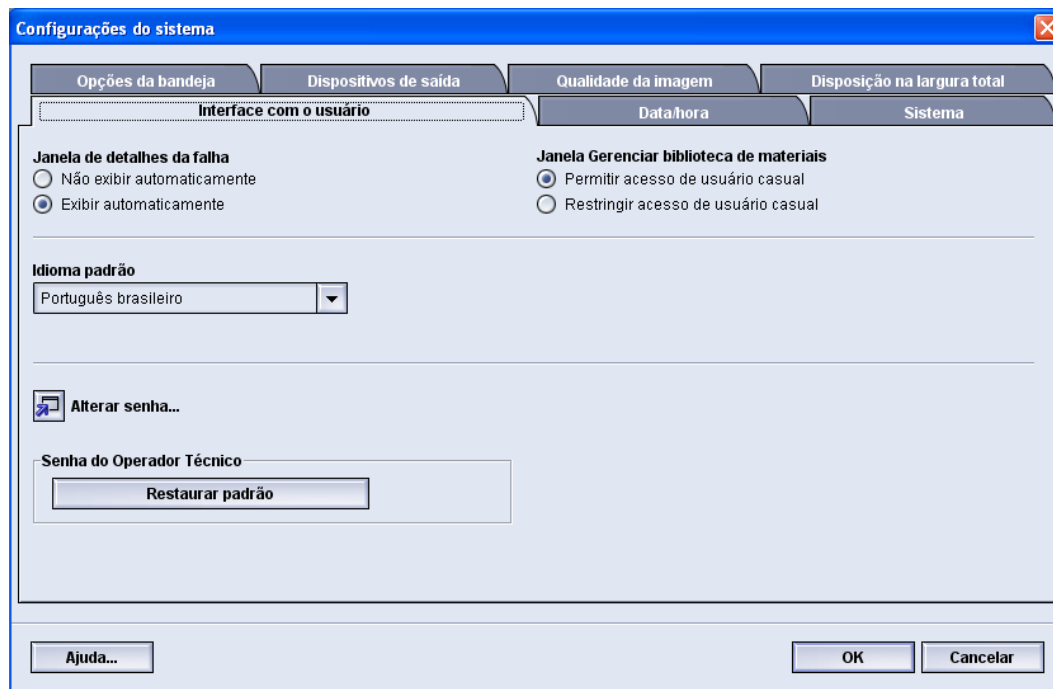 Configurações do sistema
Opções da bandeja
Dispositivos de saída
Qualidade da imagem
Disposição na largura total
Interface com o usuário
Data/hora
Sistema
Janela de detalhes da falha
Não exibir automaticamente
Exibir automaticamente
Janela Gerenciar biblioteca de materiais
Permitir acesso de usuário casual
Restringir acesso de usuário casual
Idioma padrão
Português brasileiro
Alterar senha...
Senha do Operador Técnico
Restaurar padrão
Ajuda...
OK
Cancelar